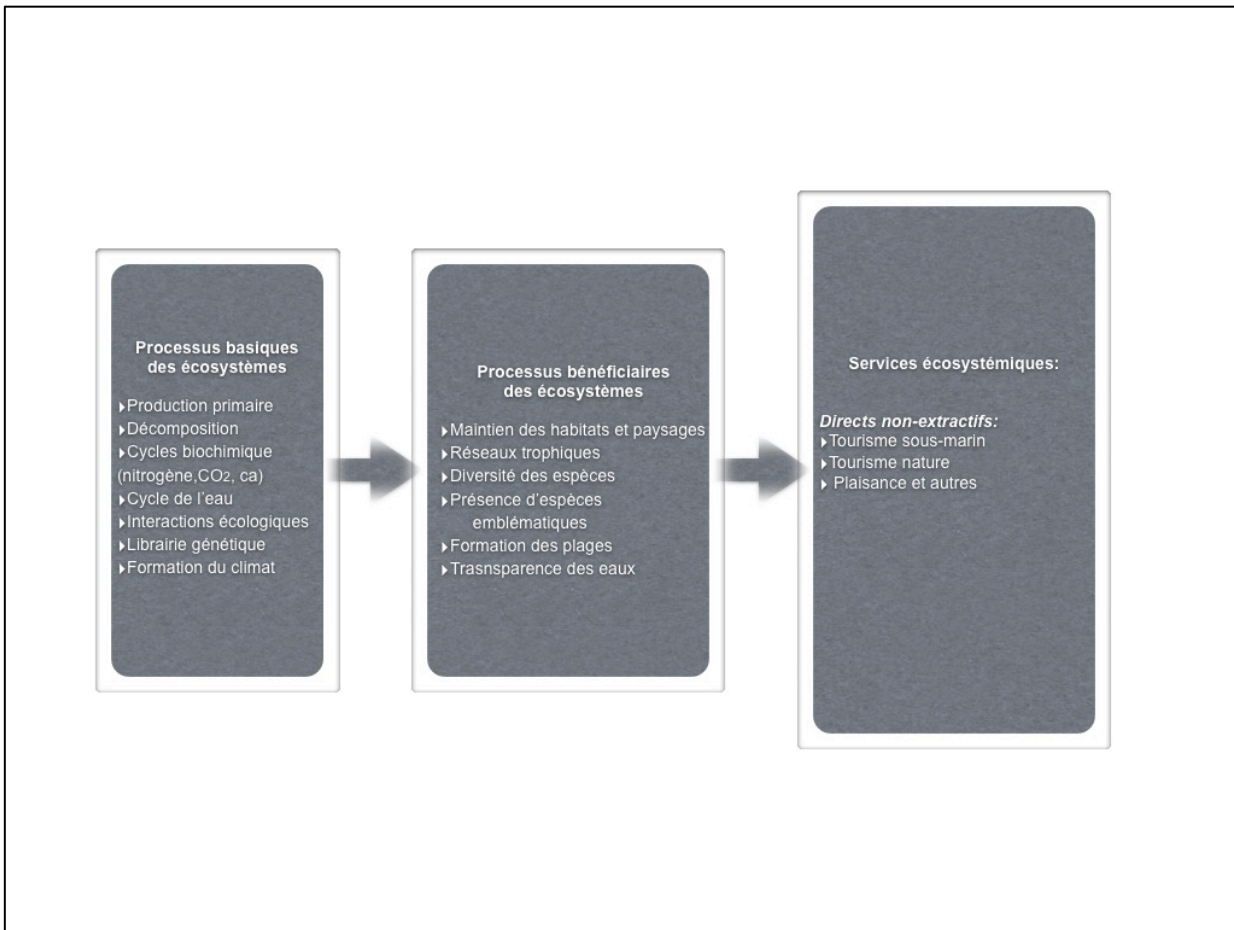 Processus basiques
des écosystèmes
▸Production primaire
▸Décomposition
▸Cycles biochimique
(nitrogène,CO2, ca)
▸Cycle de l'eau
▸Interactions écologiques
▸Librairie génétique
▸Formation du climat
Processus bénéficiaires
des écosystèmes
▸Maintien des habitats et paysages
▸Réseaux trophiques
▸Diversité des espèces
▸Présence d'espèces
emblématiques
▸Formation des plages
▸Trasnsparence des eaux
Services écosystémiques:
Directs non-extractifs:
▸Tourisme sous-marin
▸Tourisme nature
▸ Plaisance et autres